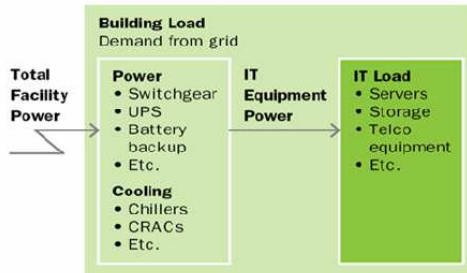 Building Load
Demand from grid
Total
Facility
Power
Power
• Switchgear
• UPS
• Battery
backup
• Etc.
Cooling
• Chillers
• CRACs
• Etc.
IT
Equipment
Power
IT Load
• Servers
• Storage
• Telco
equipment
• Etc.